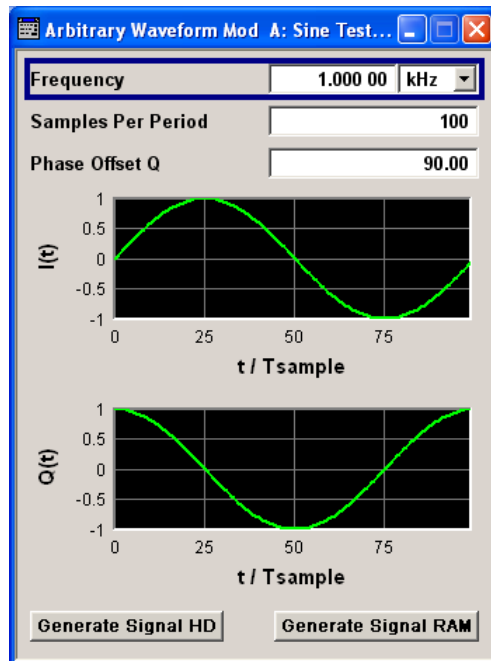 Arbitrary Waveform Mod A: Sine Test...
Frequency 1.000 00 kHz
Samples Per Period 100
Phase Offset Q 90.00
I(t)
1
0.5
0
-0.5
-1
0 25 50 75
t / Tsample
Q(t)
1
0.5
0
-0.5
-1
0 25 50 75
t / Tsample
Generate Signal HD Generate Signal RAM